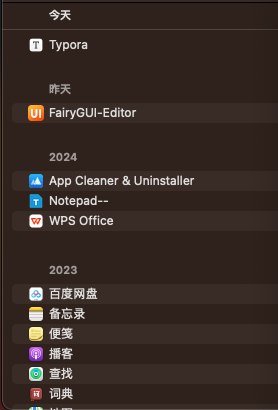 今天
Typora
昨天
FairyGUI-Editor
2024
App Cleaner & Uninstaller
Notepad--
WPS Office
2023
百度网盘
备忘录
便笺
播客
查找
词典